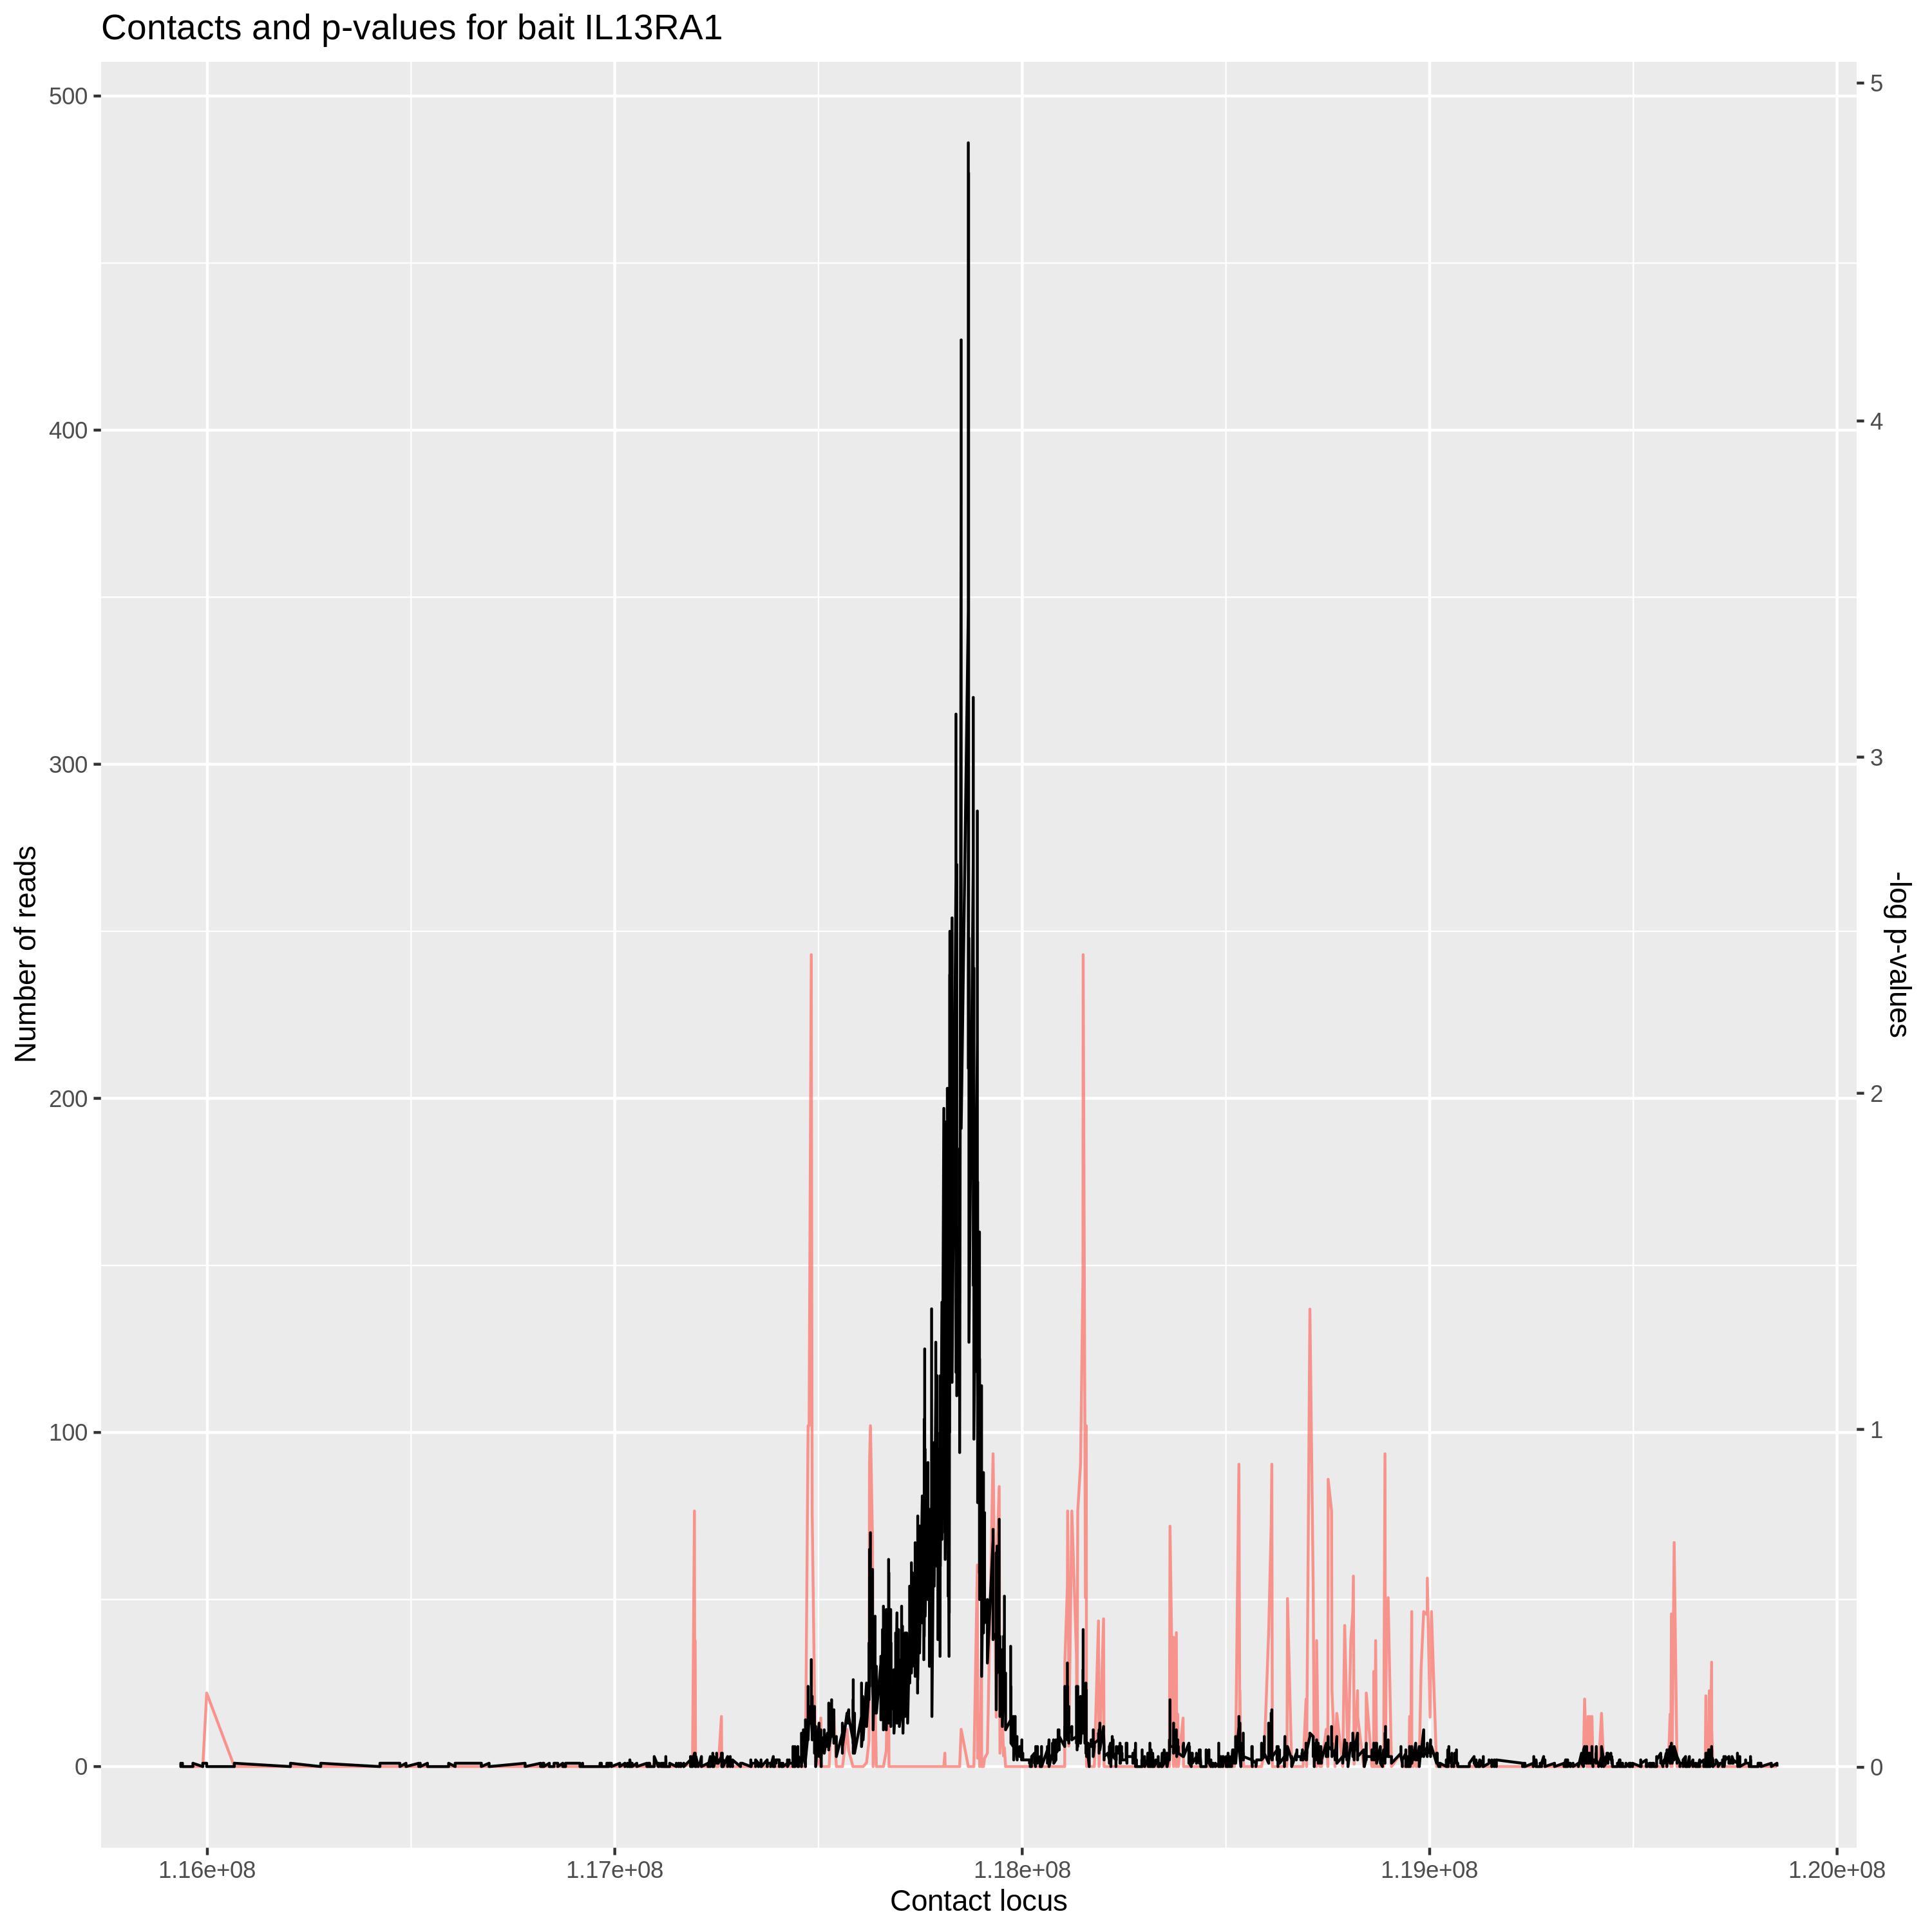 Contacts and p-values for bait IL13RA1
500
400
300
200
100
0
Number of reads
5
4
3
2
1
0
-log p-values
1.16e+08
1.17e+08
1.18e+08
1.19e+08
1.20e+08
Contact locus